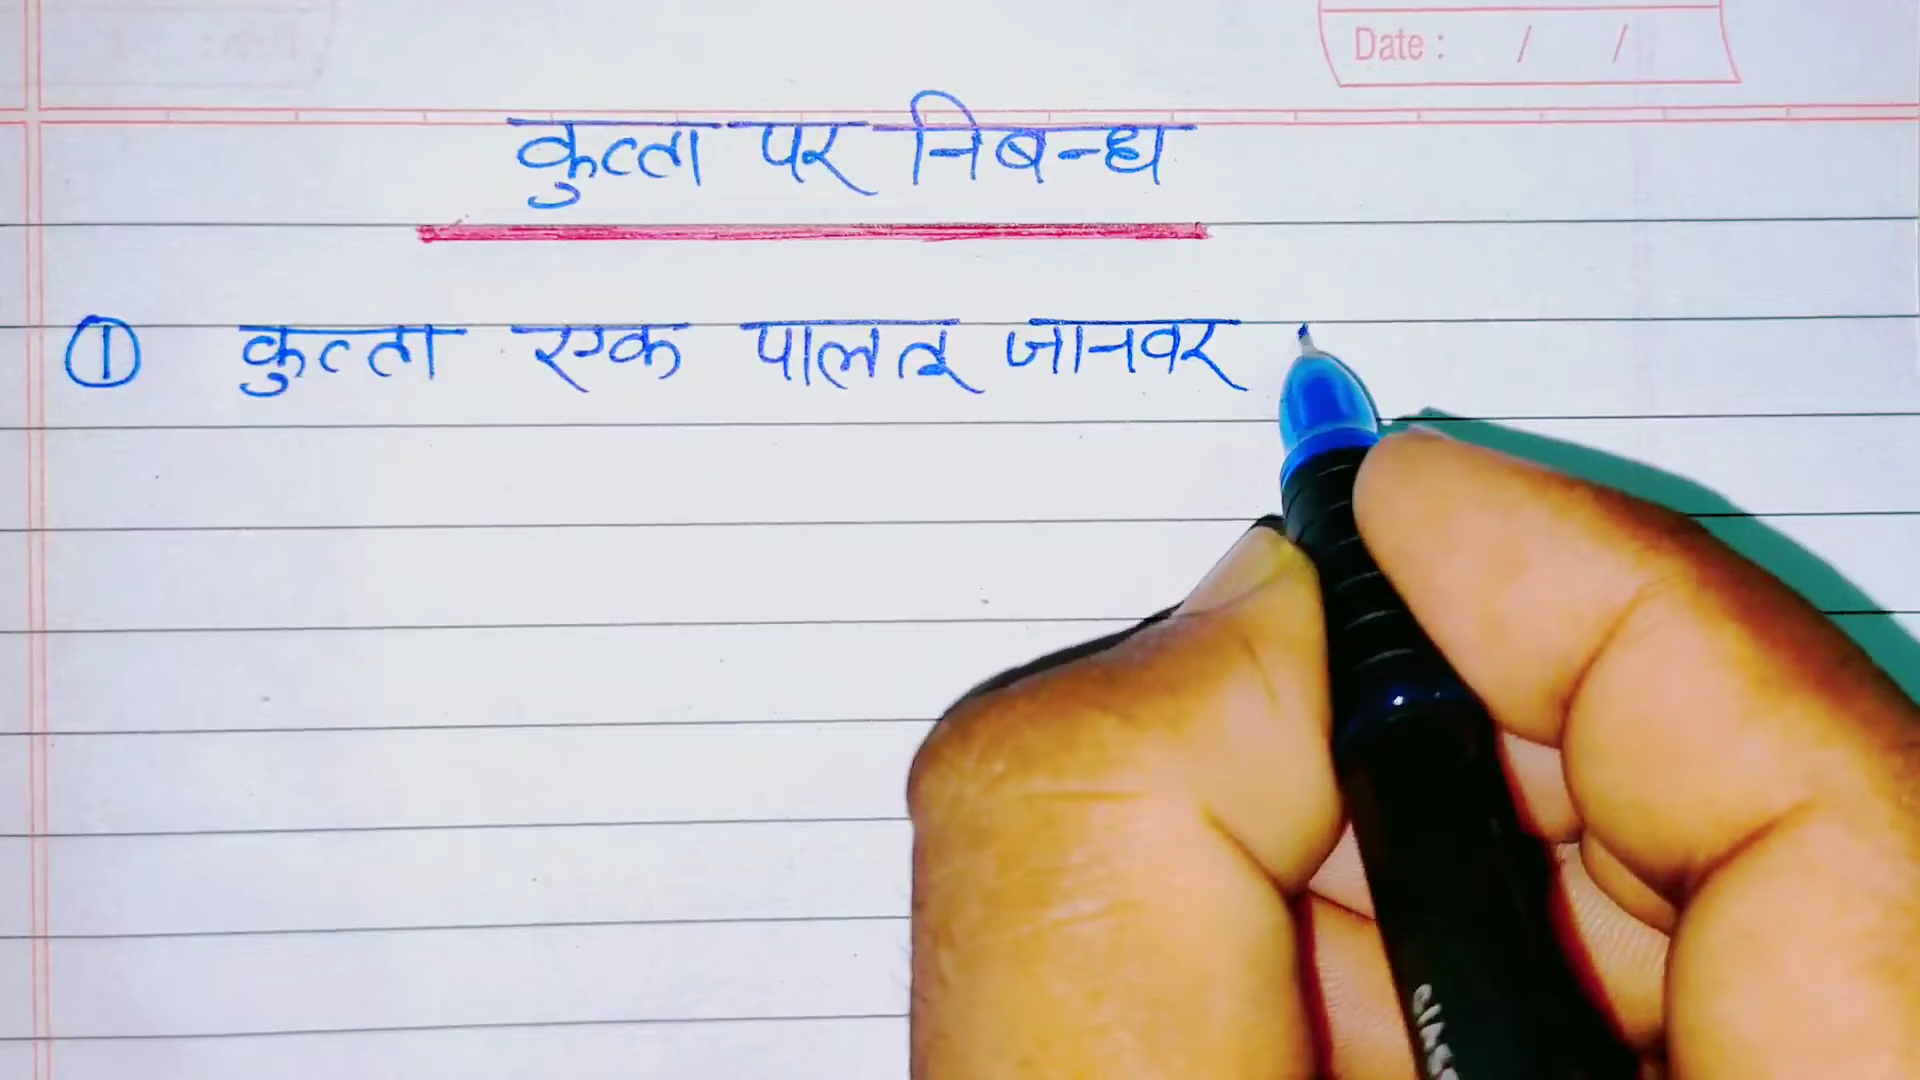 Date : / /
कुत्ता पर निबन्ध
① कुत्ता एक पालतू जानवर